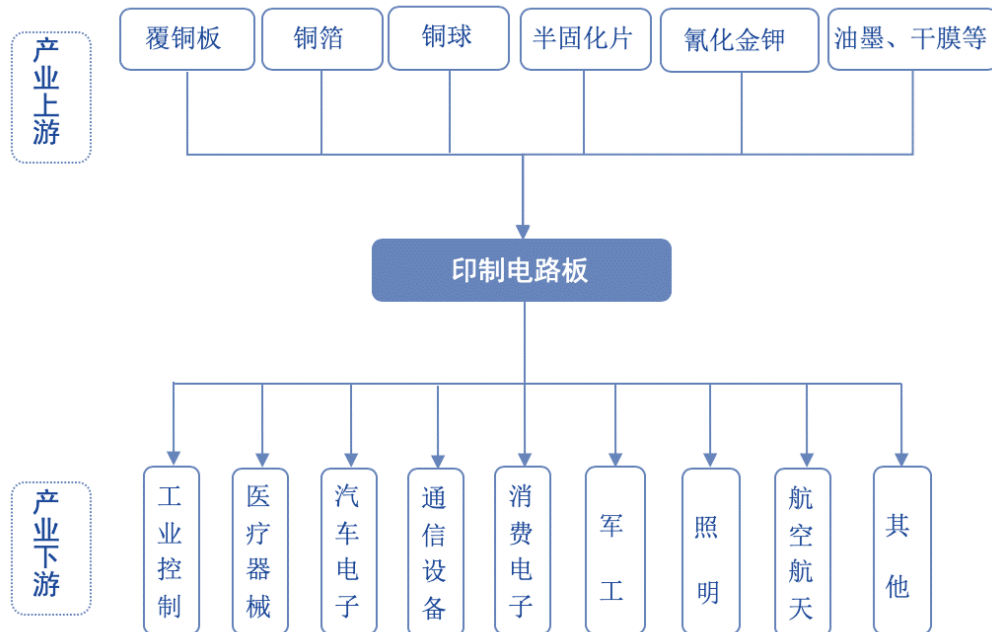 产业上游
覆铜板
铜箔
铜球
半固化片
氰化金钾
油墨、干膜等
印制电路板
产业下游
工业控制
医疗器械
汽车电子
通信设备
消费电子
军工
照明
航空航天
其他